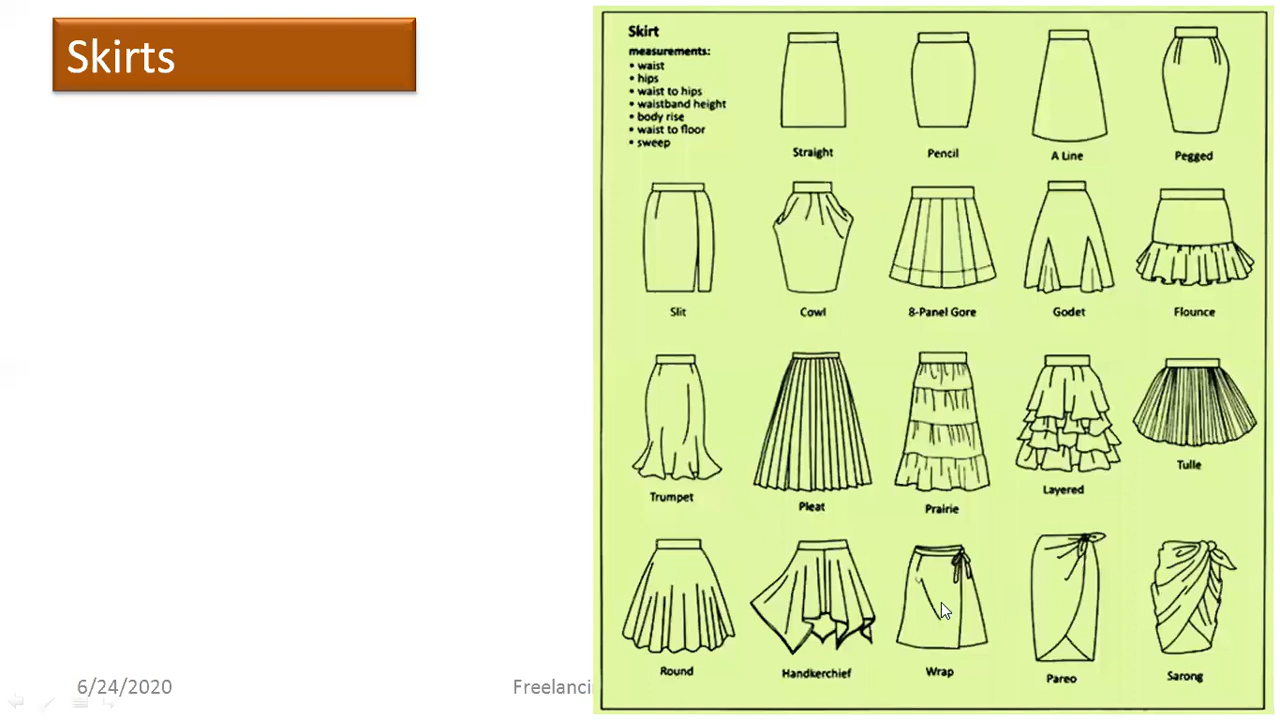 Skirts
Skirt
measurements:
• waist
• hips
• waist to hips
• waistband height
• body rise
• waist to floor
• sweep
Straight
Pencil
A Line
Pegged
Slit
Cowl
8-Panel Gore
Godet
Flounce
Trumpet
Pleat
Prairie
Layered
Tulle
Round
Handkerchief
Wrap
Pareo
Sarong
6/24/2020
Freelanci